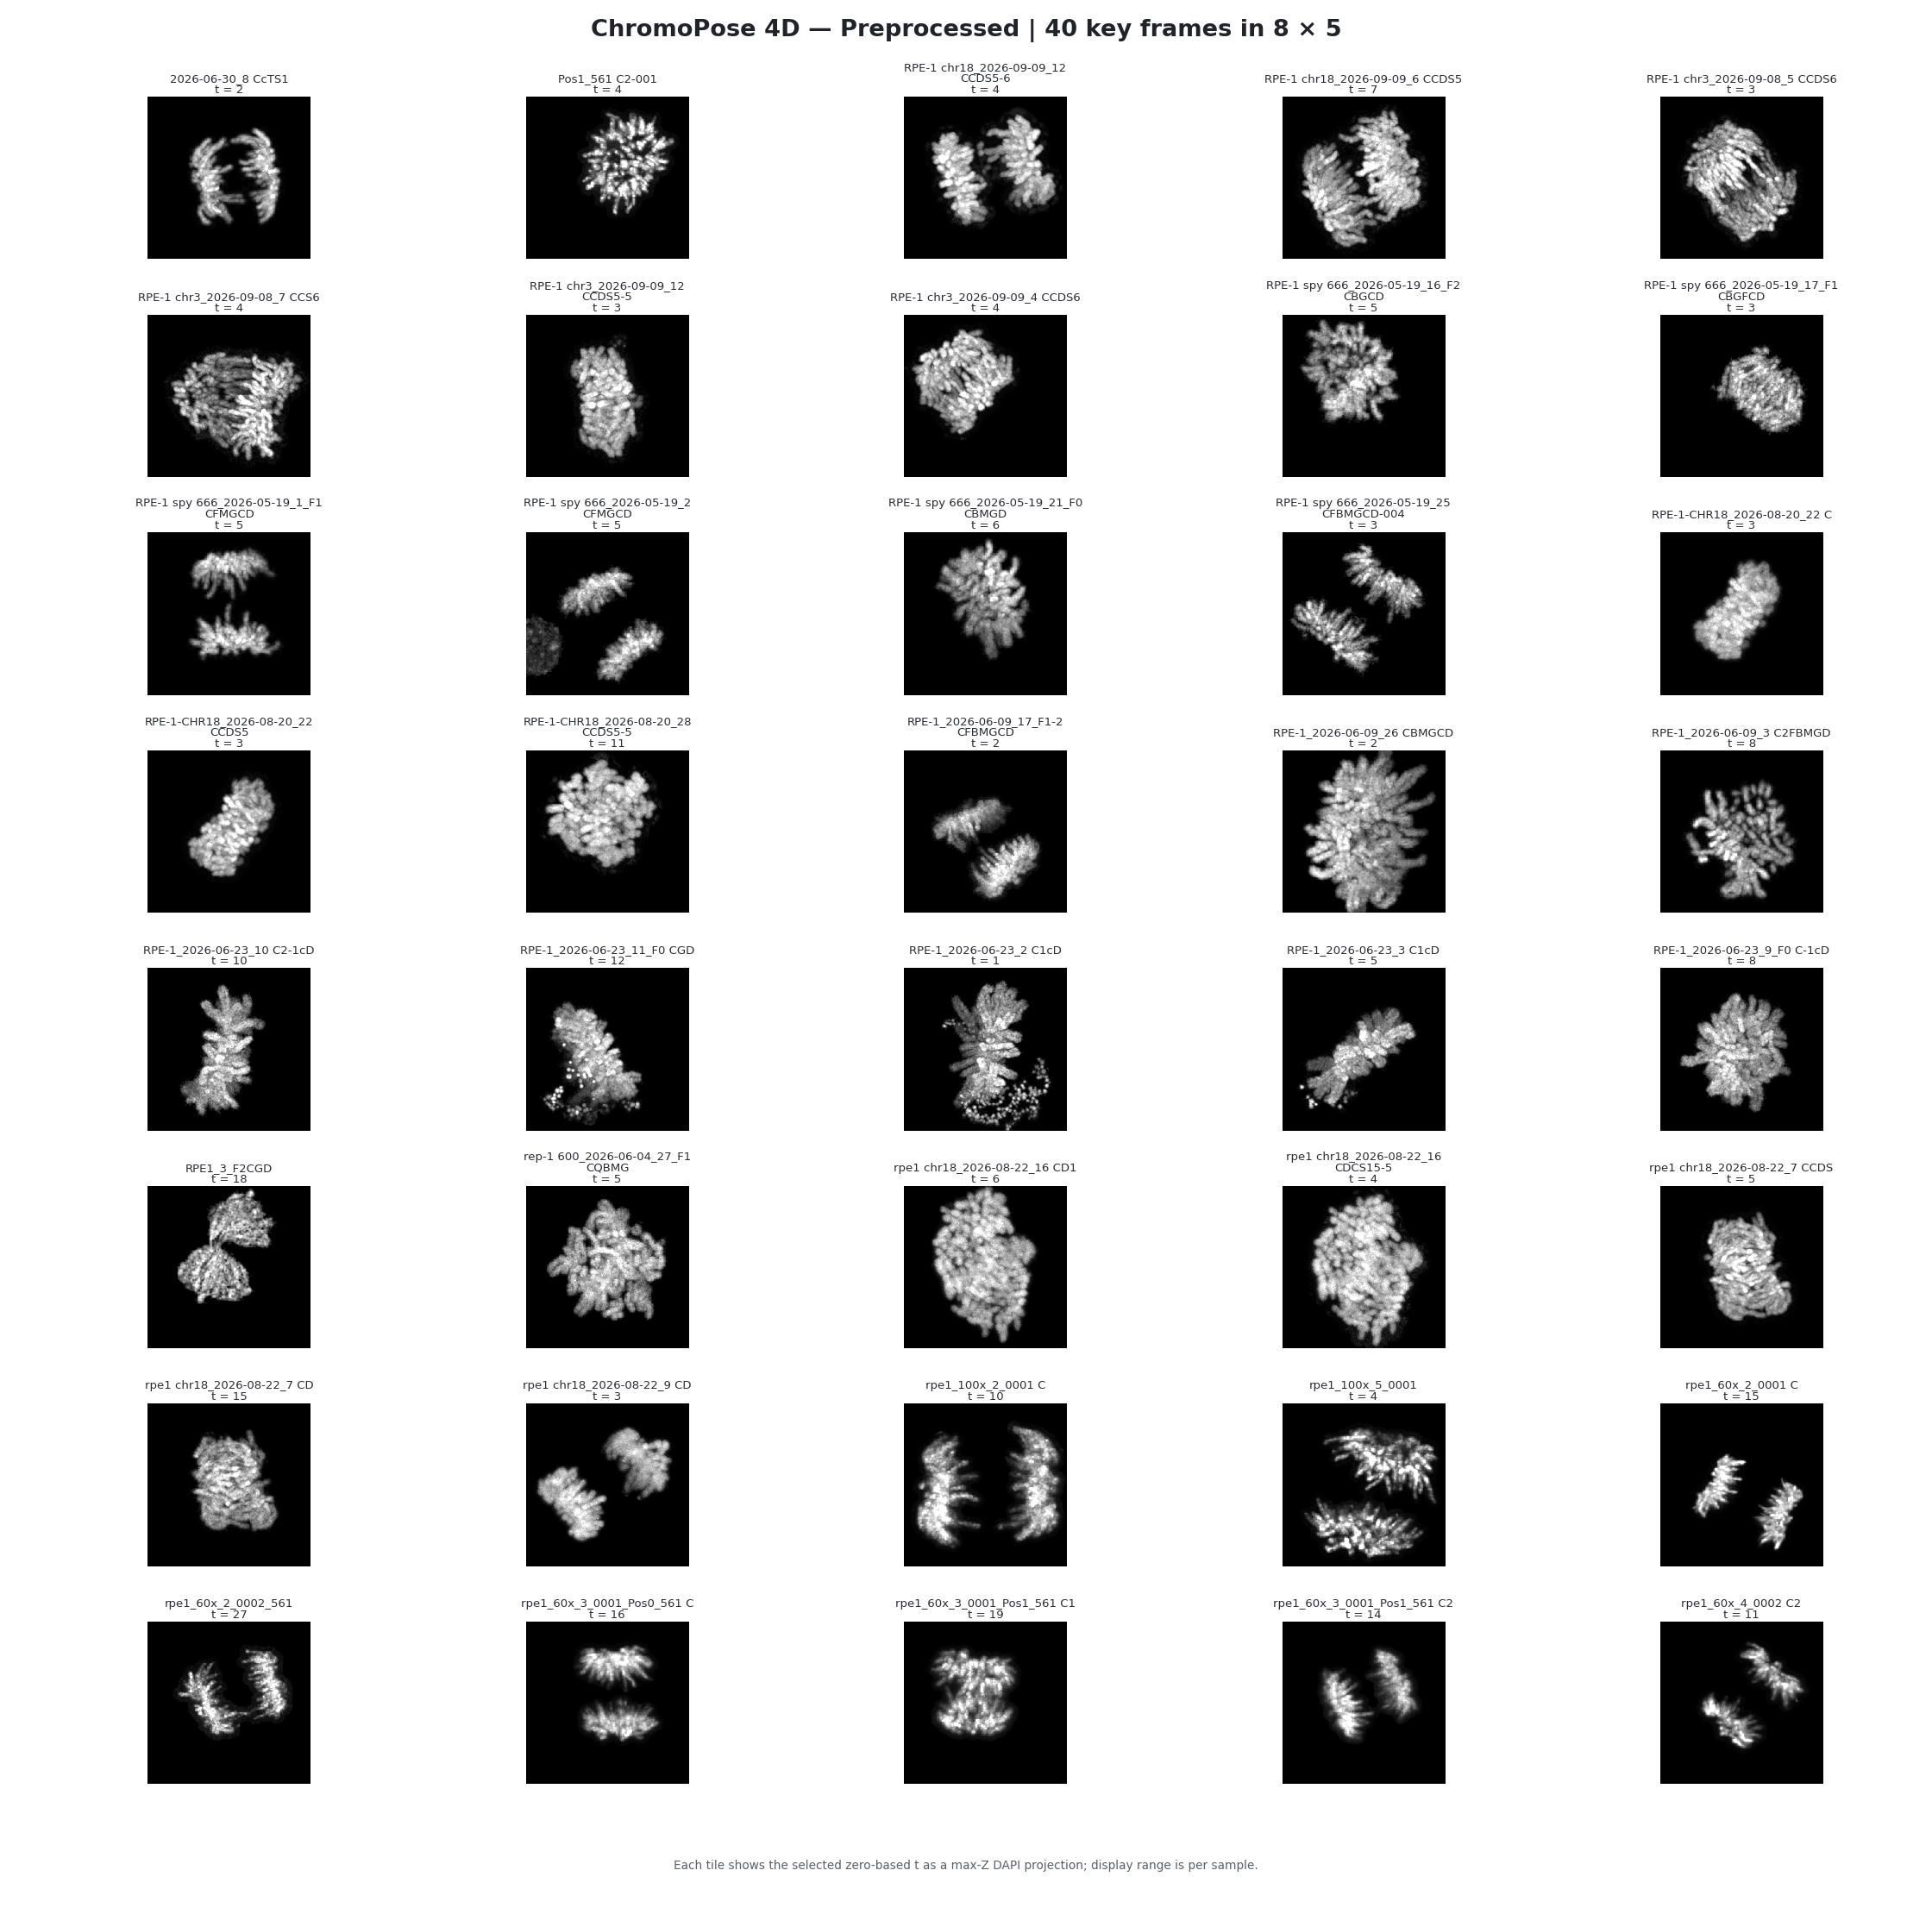 ChromoPose 4D — Preprocessed | 40 key frames in 8 × 5
2026-06-30_8 CcTS1
t = 2
Pos1_561 C2-001
t = 4
RPE-1 chr18_2026-09-09_12
CCDS5-6
t = 4
RPE-1 chr18_2026-09-09_6 CCDS5
t = 7
RPE-1 chr3_2026-09-08_5 CCDS6
t = 3
RPE-1 chr3_2026-09-08_7 CCS6
t = 4
RPE-1 chr3_2026-09-09_12
CCDS5-5
t = 3
RPE-1 chr3_2026-09-09_4 CCDS6
t = 4
RPE-1 spy 666_2026-05-19_16_F2
CBGCD
t = 5
RPE-1 spy 666_2026-05-19_17_F1
CBGFCD
t = 3
RPE-1 spy 666_2026-05-19_1_F1
CFMGCD
t = 5
RPE-1 spy 666_2026-05-19_2
CFMGCD
t = 5
RPE-1 spy 666_2026-05-19_21_F0
CBMGD
t = 6
RPE-1 spy 666_2026-05-19_25
CFBMGCD-004
t = 3
RPE-1-CHR18_2026-08-20_22 C
t = 3
RPE-1-CHR18_2026-08-20_22
CCDS5
t = 3
RPE-1-CHR18_2026-08-20_28
CCDS5-5
t = 11
RPE-1_2026-06-09_17_F1-2
CFBMGCD
t = 2
RPE-1_2026-06-09_26 CBMGCD
t = 2
RPE-1_2026-06-09_3 C2FBMGD
t = 8
RPE-1_2026-06-23_10 C2-1cD
t = 10
RPE-1_2026-06-23_11_F0 CGD
t = 12
RPE-1_2026-06-23_2 C1cD
t = 1
RPE-1_2026-06-23_3 C1cD
t = 5
RPE-1_2026-06-23_9_F0 C-1cD
t = 8
RPE1_3_F2CGD
t = 18
rep-1 600_2026-06-04_27_F1
CQBMG
t = 5
rpe1 chr18_2026-08-22_16 CD1
t = 6
rpe1 chr18_2026-08-22_16
CDCS15-5
t = 4
rpe1 chr18_2026-08-22_7 CCDS
t = 5
rpe1 chr18_2026-08-22_7 CD
t = 15
rpe1 chr18_2026-08-22_9 CD
t = 3
rpe1_100x_2_0001 C
t = 10
rpe1_100x_5_0001
t = 4
rpe1_60x_2_0001 C
t = 15
rpe1_60x_2_0002_561
t = 27
rpe1_60x_3_0001_Pos0_561 C
t = 16
rpe1_60x_3_0001_Pos1_561 C1
t = 19
rpe1_60x_3_0001_Pos1_561 C2
t = 14
rpe1_60x_4_0002 C2
t = 11
Each tile shows the selected zero-based t as a max-Z DAPI projection; display range is per sample.